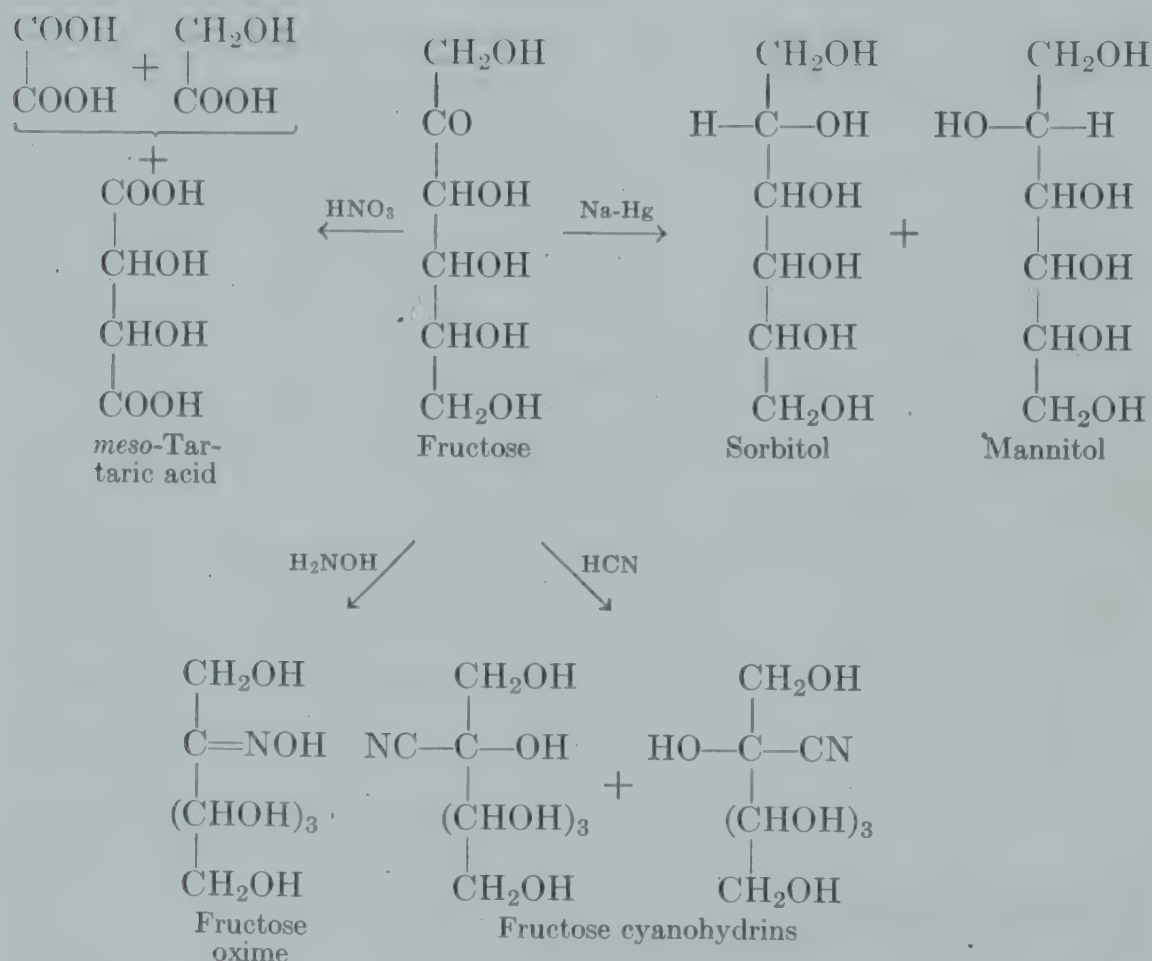 COOH CH₂OH CH₂OH CH₂OH CH₂OH
+
COOH COOH CO H—C—OH HO—C—H
+
COOH CHOH CHOH CHOH
HNO₃ Na-Hg
CHOH CHOH CHOH + CHOH
CHOH CHOH CHOH CHOH
COOH CH₂OH CH₂OH CH₂OH
meso-Tar- Fructose Sorbitol Mannitol
taric acid
H₂NOH HCN
CH₂OH CH₂OH CH₂OH
C=NOH NC—C—OH HO—C—CN
+
(CHOH)₃ (CHOH)₃ (CHOH)₃
CH₂OH CH₂OH CH₂OH
Fructose Fructose cyanohydrins
oxime